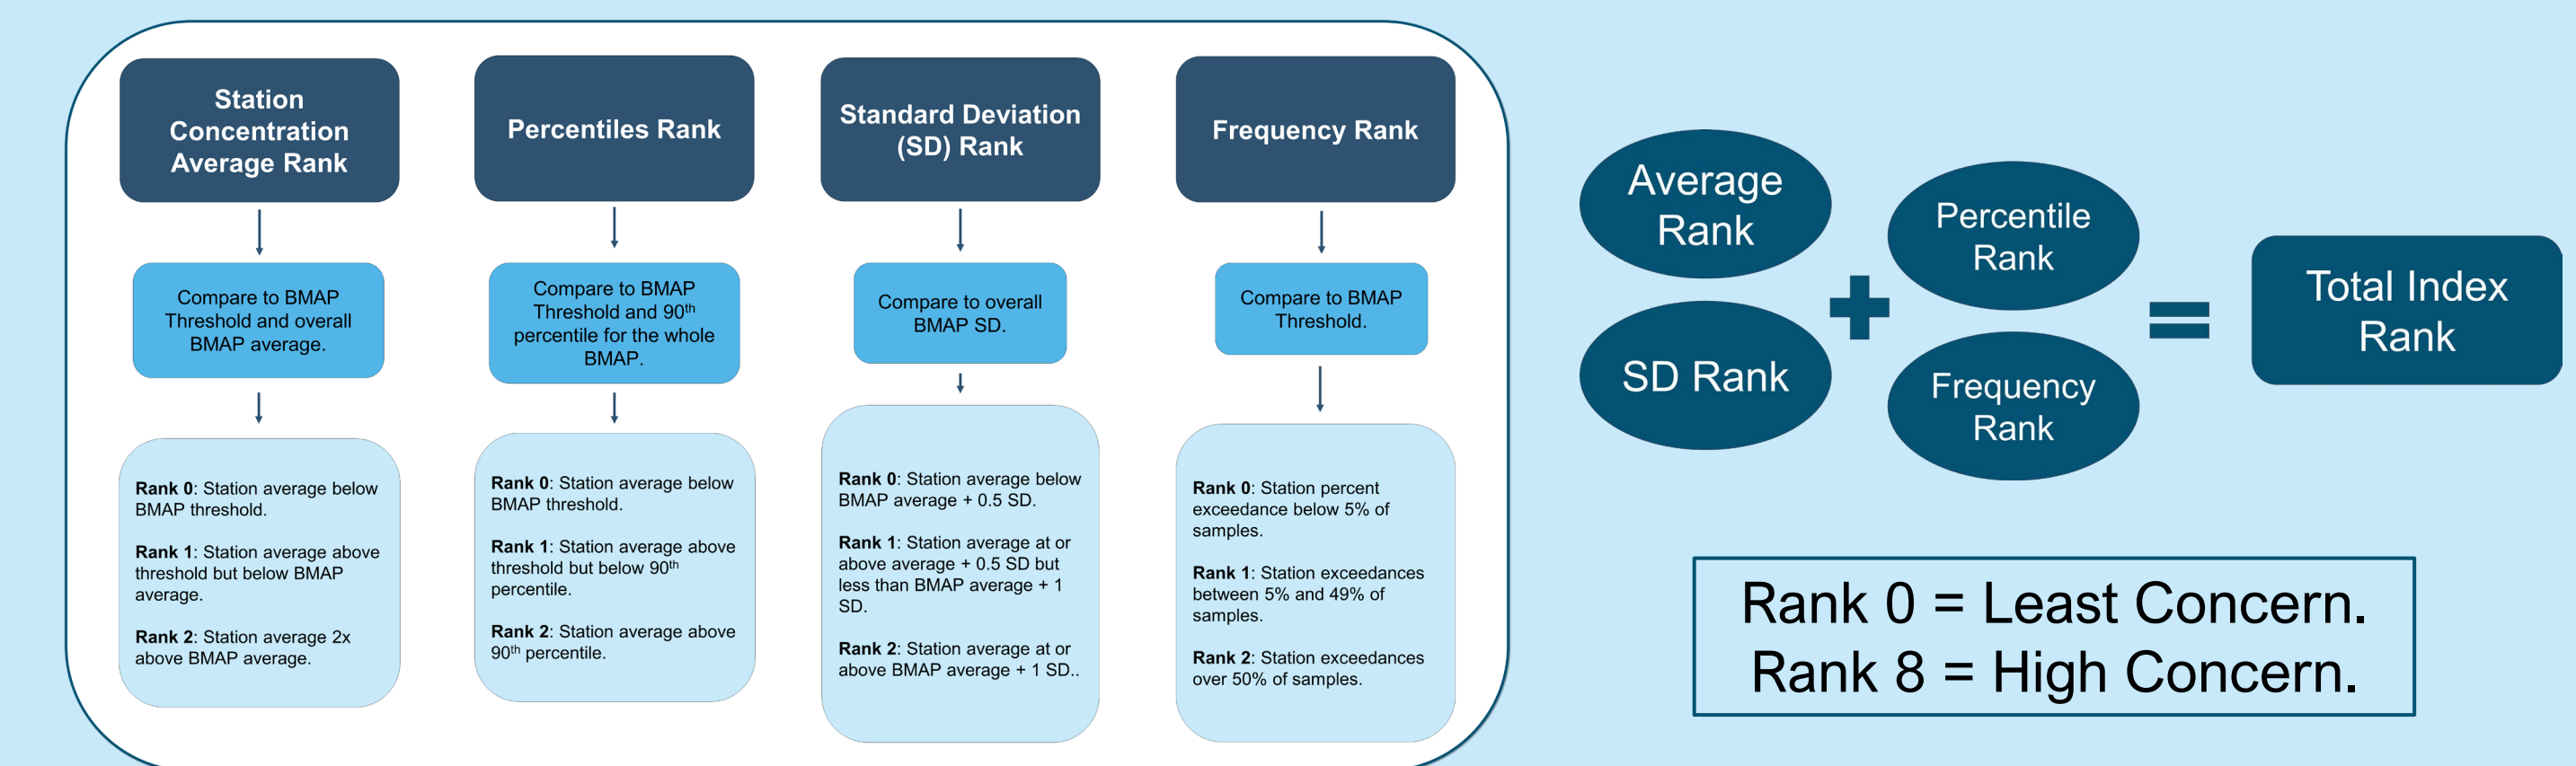 Station
Concentration
Average Rank
Compare to BMAP
Threshold and overall
BMAP average.
Rank 0: Station average below
BMAP threshold.
Rank 1: Station average above
threshold but below BMAP
average.
Rank 2: Station average 2x
above BMAP average.
Percentiles Rank
Compare to BMAP
Threshold and 90th
percentile for the whole
BMAP.
Rank 0: Station average below
BMAP threshold.
Rank 1: Station average above
threshold but below 90th
percentile.
Rank 2: Station average above
90th percentile.
Standard Deviation
(SD) Rank
Compare to overall
BMAP SD.
Rank 0: Station average below
BMAP average + 0.5 SD.
Rank 1: Station average at or
above average + 0.5 SD but
less than BMAP average + 1
SD.
Rank 2: Station average at or
above BMAP average + 1 SD..
Frequency Rank
Compare to BMAP
Threshold.
Rank 0: Station percent
exceedance below 5% of
samples.
Rank 1: Station exceedances
between 5% and 49% of
samples.
Rank 2: Station exceedances
over 50% of samples.
Average
Rank
SD Rank
+
Percentile
Rank
Frequency
Rank
=
Total Index
Rank
Rank 0 = Least Concern.
Rank 8 = High Concern.